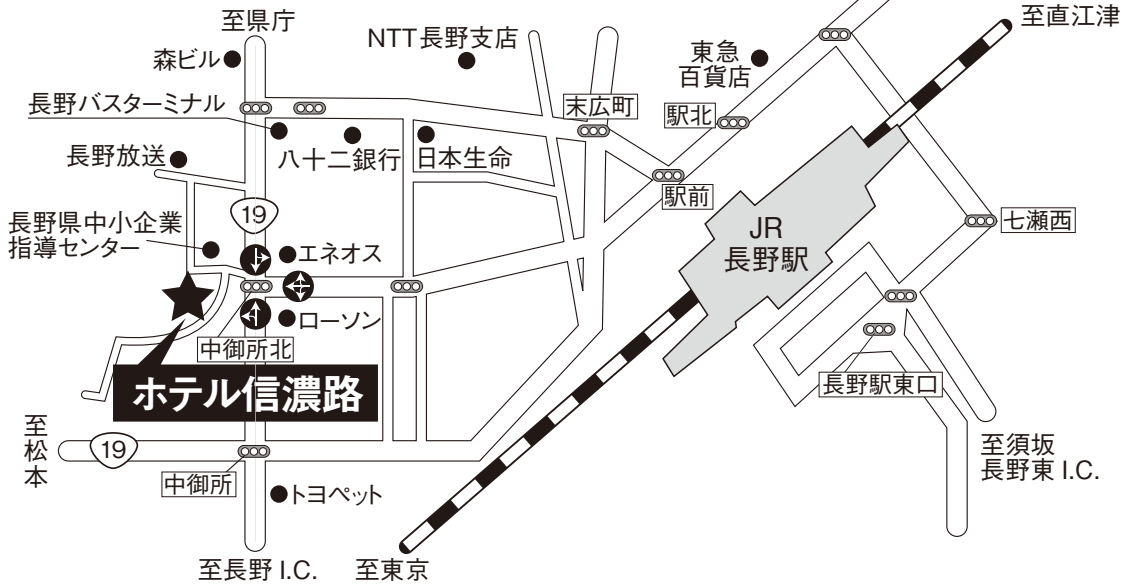 至県庁
至直江津
NTT長野支店
森ビル
東急
百貨店
長野バスターミナル
末広町
駅北
長野放送
八十二銀行
日本生命
駅前
19
七瀬西
長野県中小企業
指導センター
エネオス
JR
長野駅
ローソン
中御所北
ホテル信濃路
長野駅東口
至松本
19
至須坂
長野東 I.C.
中御所
トヨペット
至長野 I.C.
至東京